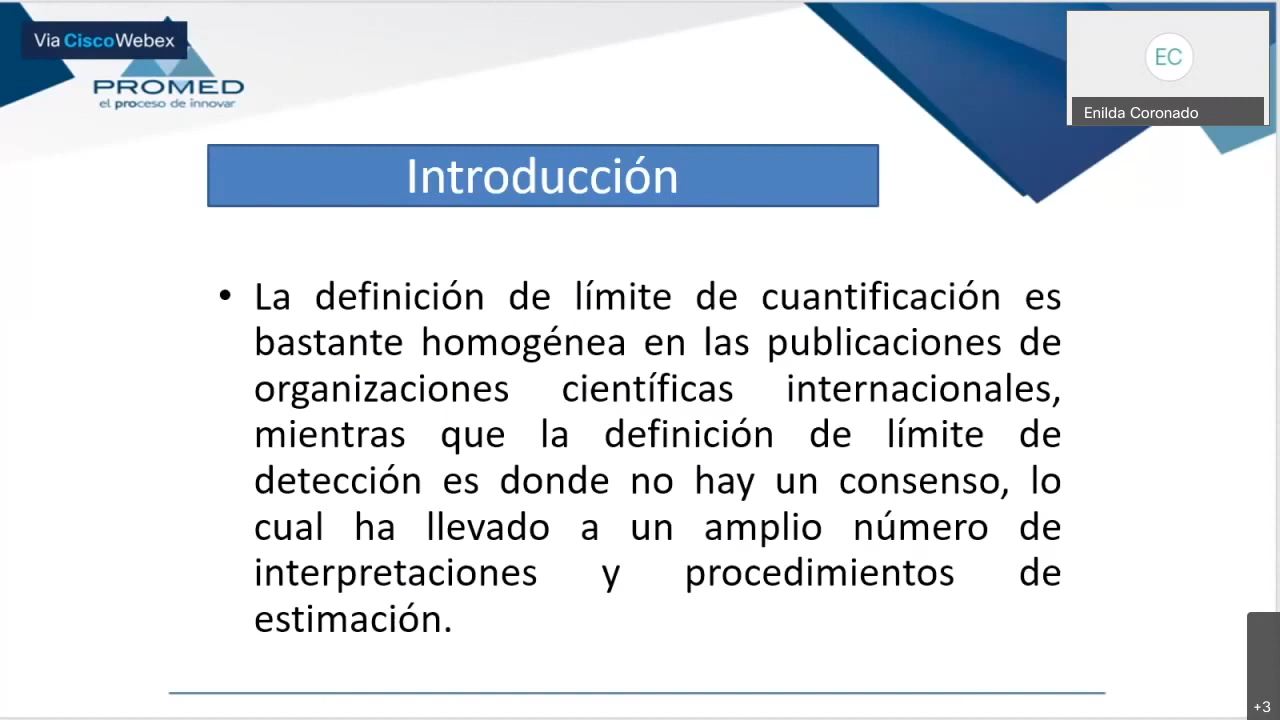 Via Cisco Webex
PROMED
el proceso de innovar
EC
Enilda Coronado
Introducción
• La definición de límite de cuantificación es
bastante homogénea en las publicaciones de
organizaciones científicas internacionales,
mientras que la definición de límite de
detección es donde no hay un consenso, lo
cual ha llevado a un amplio número de
interpretaciones y procedimientos de
estimación.
+3